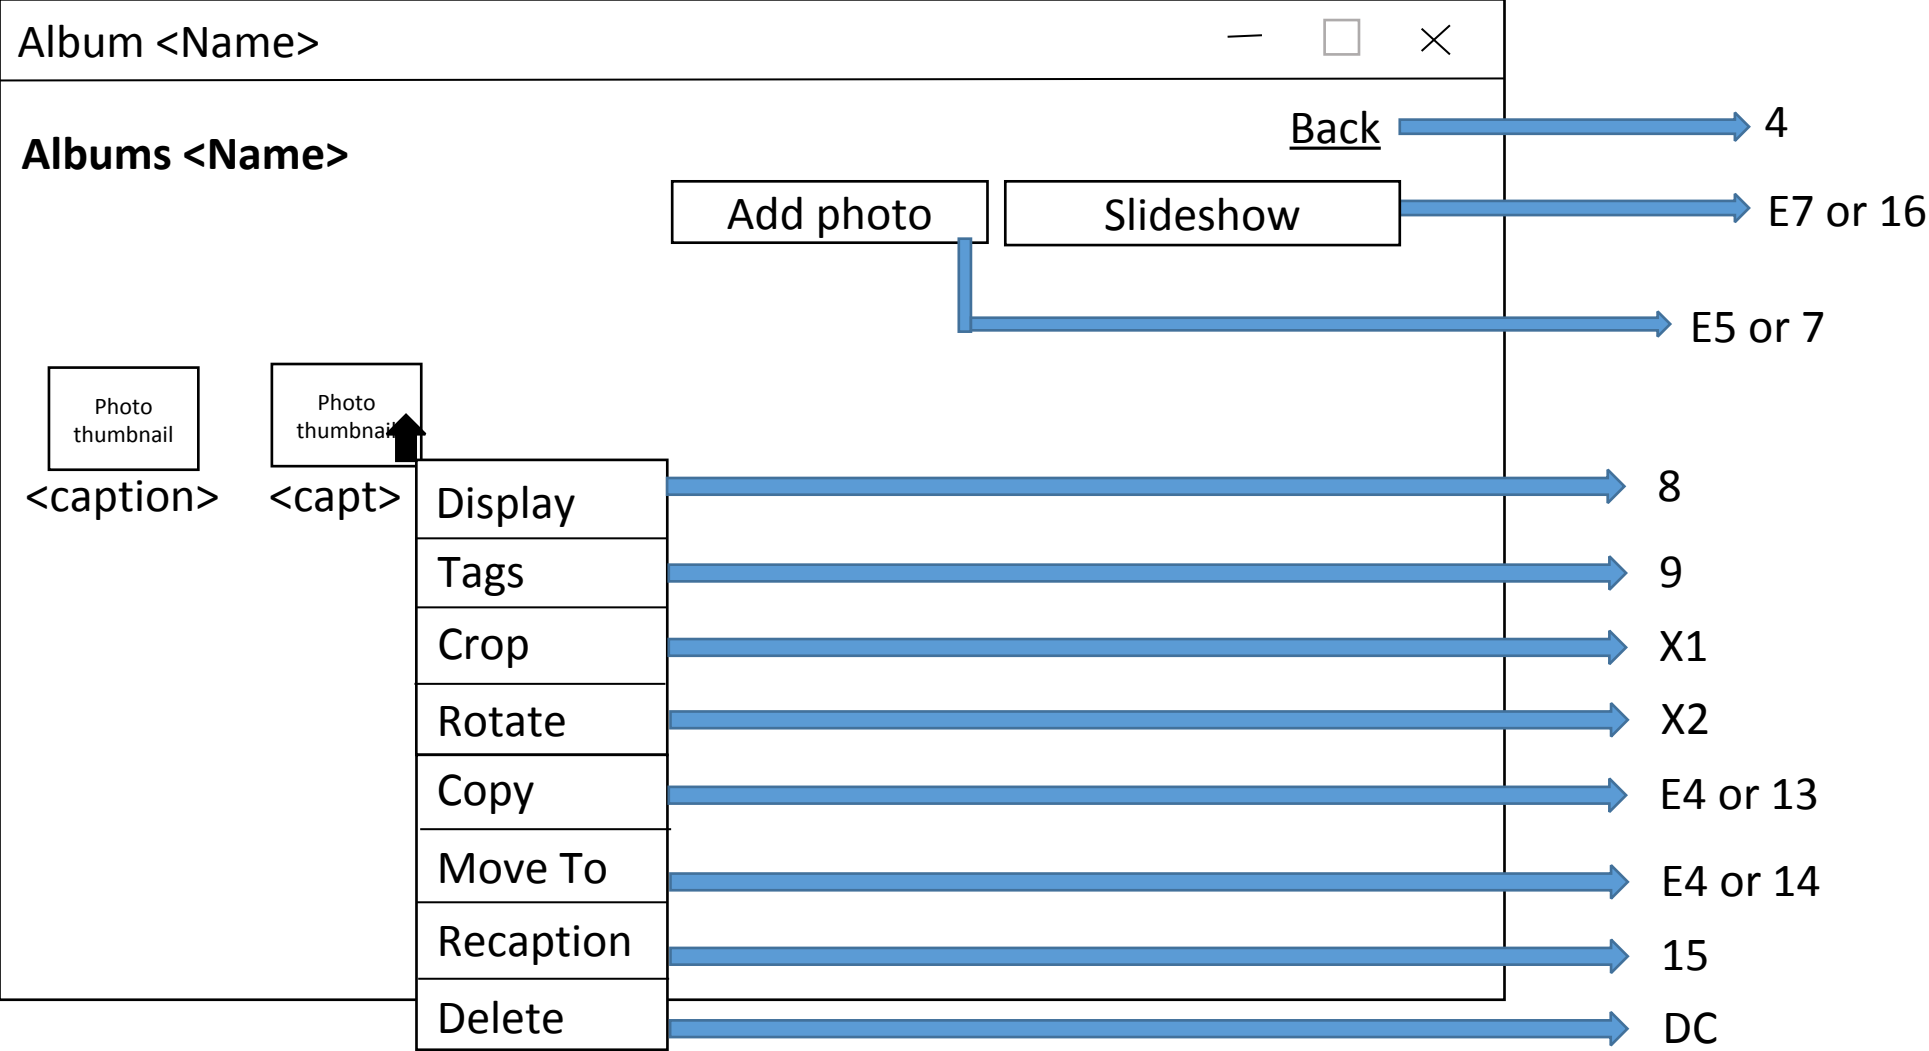 Album <Name>
Back
4
Albums <Name>
Add photo
Slideshow
E7 or 16
E5 or 7
Photo
thumbnail
<caption>
Photo
thumbnail
<capt>
Display
8
Tags
9
Crop
X1
Rotate
X2
Copy
E4 or 13
Move To
E4 or 14
Recaption
15
Delete
DC